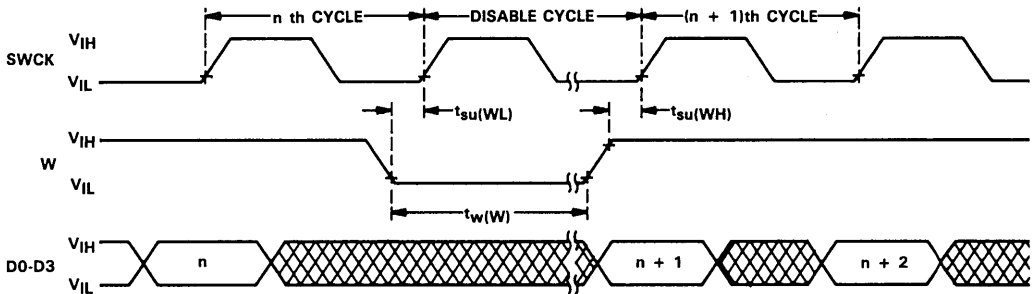 n th CYCLE DISABLE CYCLE (n + 1)th CYCLE
SWCK VIH
VIL
tsu(WL) tsu(WH)
W VIH
VIL
tw(W)
D0-D3 VIH
n n + 1 n + 2
VIL